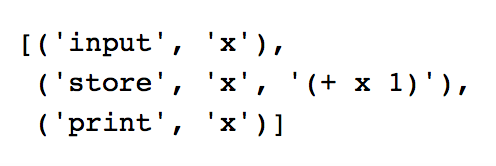 [('input', 'x'),
('store', 'x', '(+ x 1)'),
('print', 'x')]